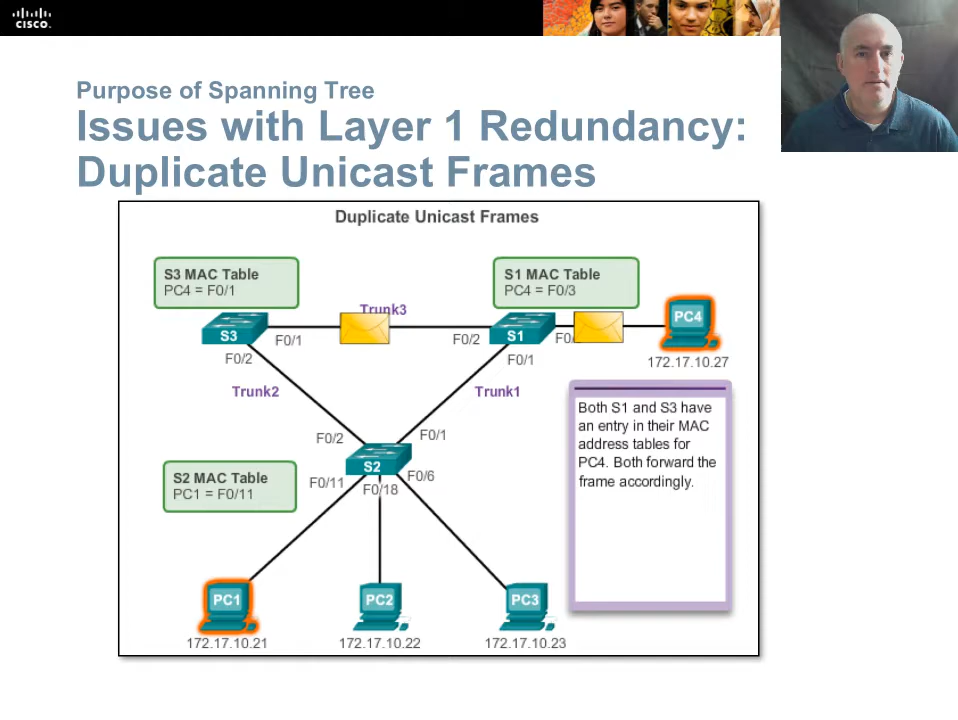 CISCO.
Purpose of Spanning Tree
Issues with Layer 1 Redundancy:
Duplicate Unicast Frames
Duplicate Unicast Frames
S3 MAC Table
PC4 = F0/1
S1 MAC Table
PC4 = F0/3
Trunk3
S3
F0/1
F0/2
S1
PC4
F0/2
F0/1
172.17.10.27
Trunk2
Trunk1
Both S1 and S3 have
an entry in their MAC
address tables for
PC4. Both forward the
frame accordingly.
F0/2
F0/1
S2
S2 MAC Table
PC1 = F0/11
F0/11
F0/18
F0/6
PC1
PC2
PC3
172.17.10.21
172.17.10.22
172.17.10.23